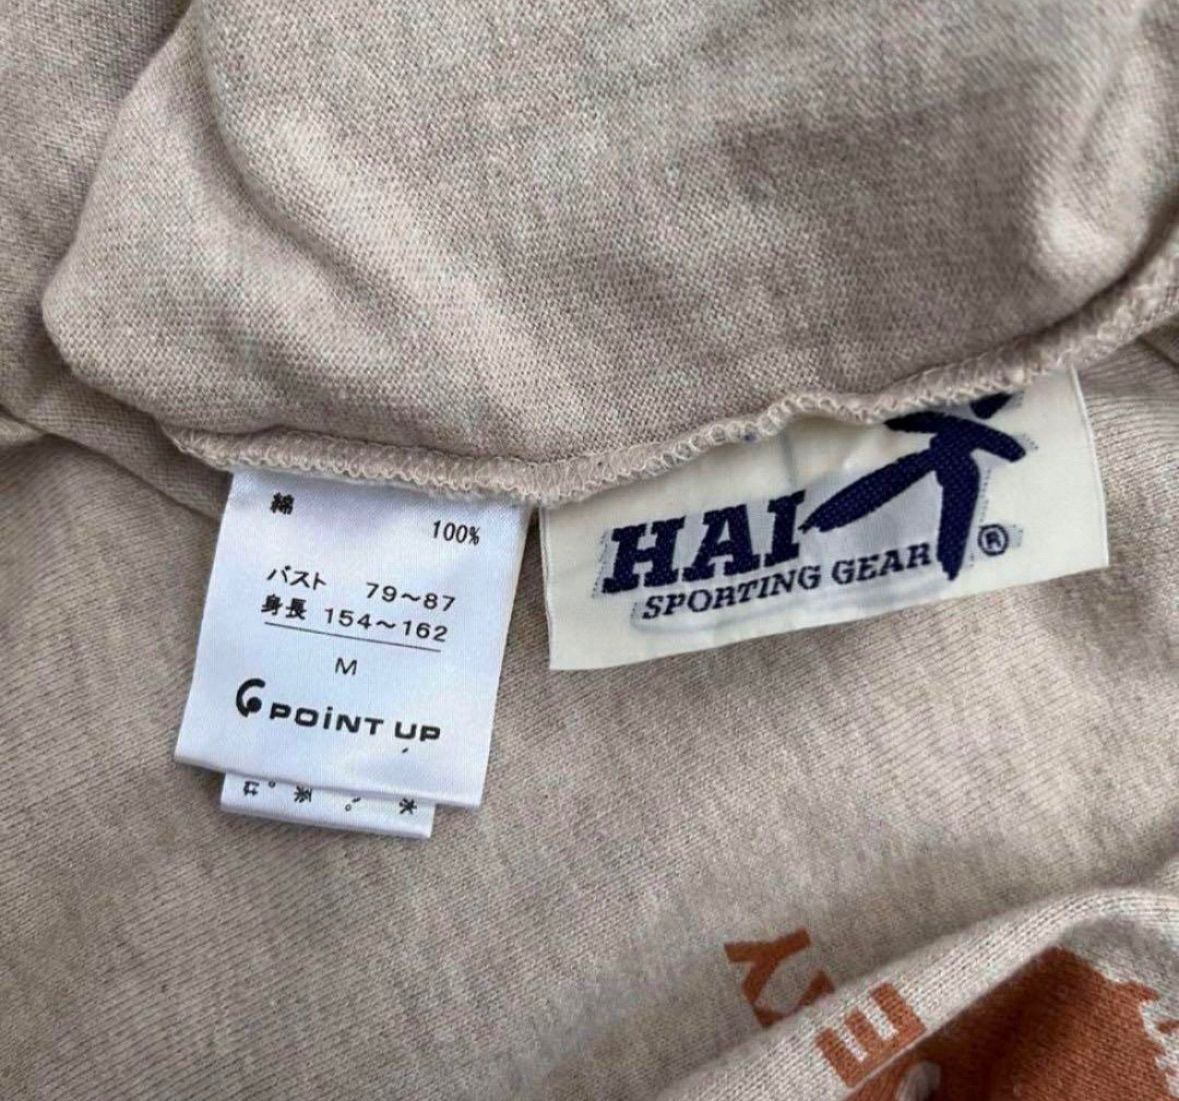 綿
100%
バスト 79～87
身長 154～162
M
POINT UP
HAI
SPORTING GEAR
®